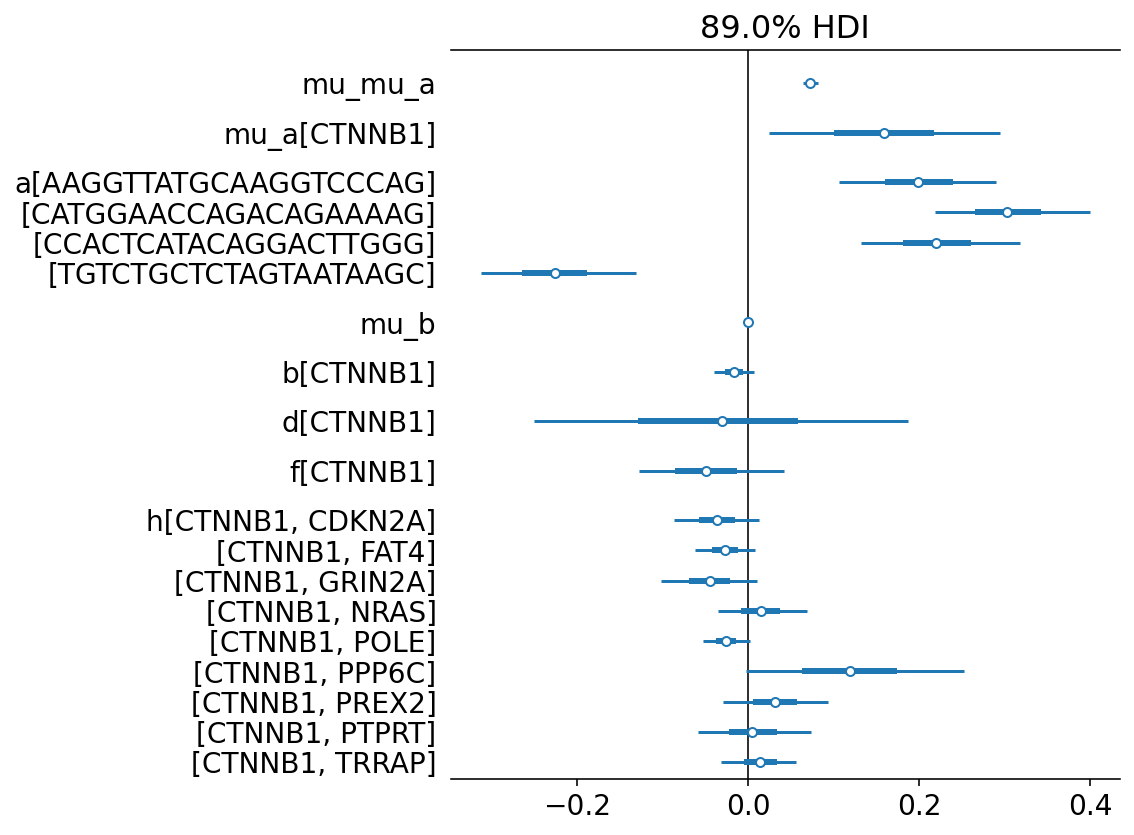 89.0% HDI
mu_mu_a
mu_a[CTNNB1]
a[AAGGTTATGCAAGGTCCCAG]
[CATGGAACCAGACAGAAAAG]
[CCACTCATACAGGACTTGGG]
[TGTCTGCTCTAGTAATAAGC]
mu_b
b[CTNNB1]
d[CTNNB1]
f[CTNNB1]
h[CTNNB1, CDKN2A]
[CTNNB1, FAT4]
[CTNNB1, GRIN2A]
[CTNNB1, NRAS]
[CTNNB1, POLE]
[CTNNB1, PPP6C]
[CTNNB1, PREX2]
[CTNNB1, PTPRT]
[CTNNB1, TRRAP]
−0.2 0.0 0.2 0.4